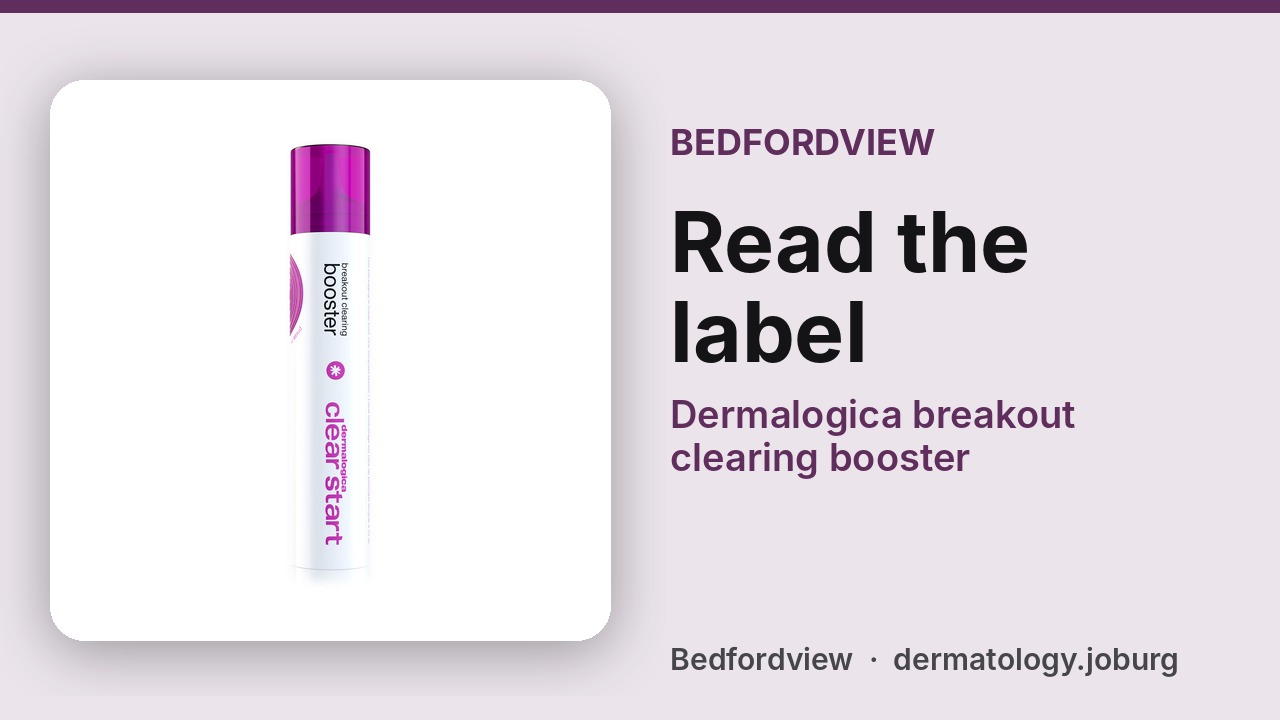 BEDFORDVIEW
Read the
label
Dermalogica breakout
clearing booster
Bedfordview · dermatology.joburg
breakout clearing
booster
dermalogica
clear start